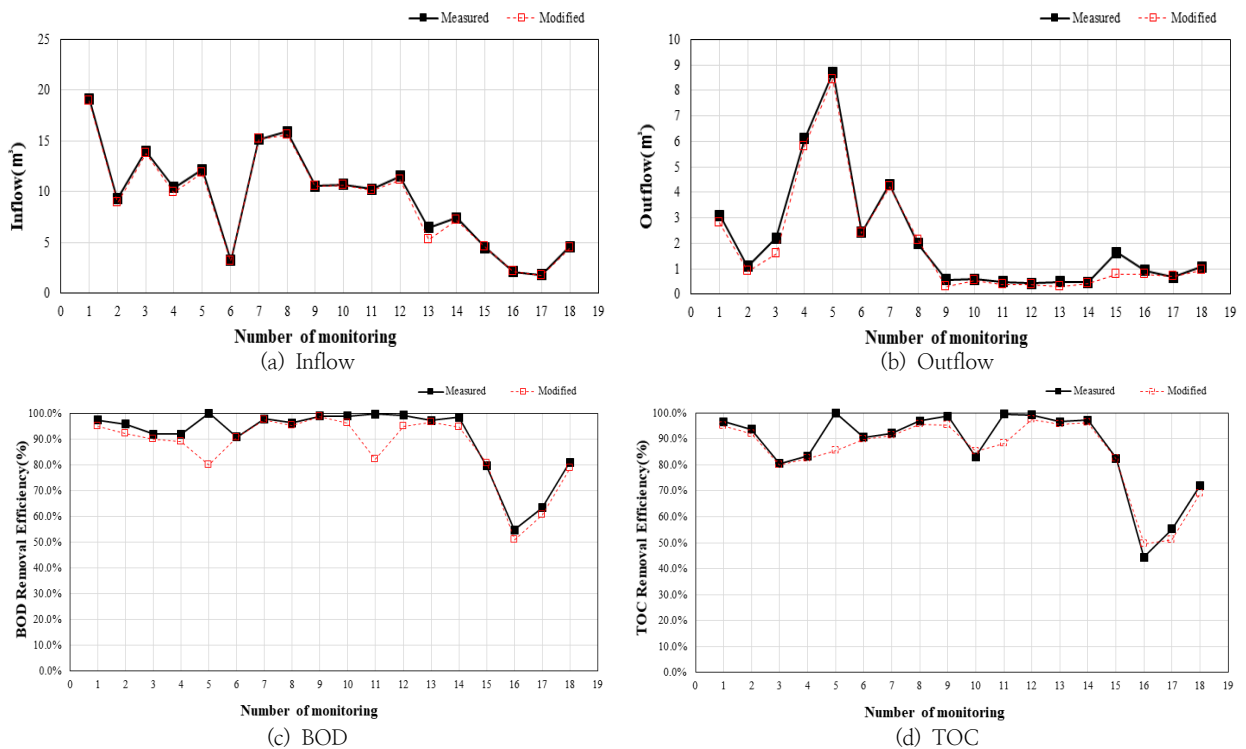 Measured Modified
25
20
15
10
5
0
Inflow(m³)
0 1 2 3 4 5 6 7 8 9 10 11 12 13 14 15 16 17 18 19
Number of monitoring
(a) Inflow
Measured Modified
10
9
8
7
6
5
4
3
2
1
0
Outflow(m³)
0 1 2 3 4 5 6 7 8 9 10 11 12 13 14 15 16 17 18 19
Number of monitoring
(b) Outflow
Measured Modified
100.0%
90.0%
80.0%
70.0%
60.0%
50.0%
40.0%
30.0%
20.0%
10.0%
0.0%
BOD Removal Efficiency(%)
0 1 2 3 4 5 6 7 8 9 10 11 12 13 14 15 16 17 18 19
Number of monitoring
(c) BOD
Measured Modified
100.0%
90.0%
80.0%
70.0%
60.0%
50.0%
40.0%
30.0%
20.0%
10.0%
0.0%
TOC Removal Efficiency(%)
0 1 2 3 4 5 6 7 8 9 10 11 12 13 14 15 16 17 18 19
Number of monitoring
(d) TOC